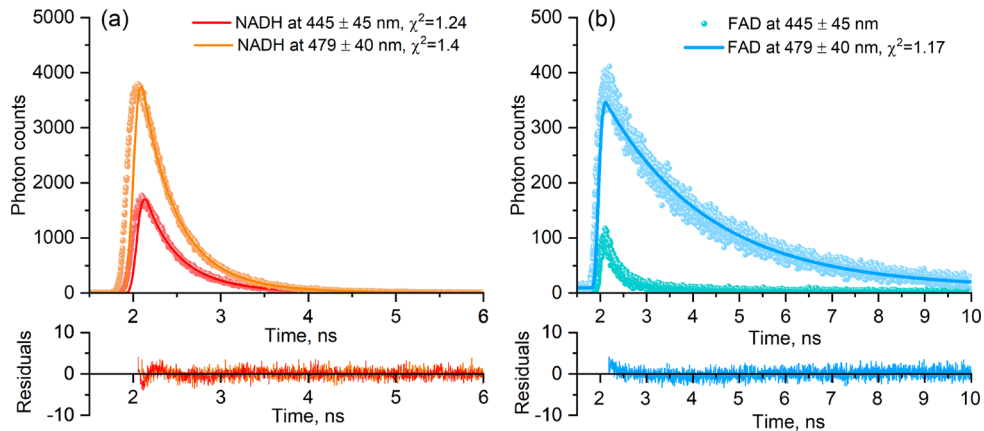 (a)
NADH at 445 ± 45 nm, χ²=1.24
NADH at 479 ± 40 nm, χ²=1.4
5000
4000
3000
2000
1000
0
Photon counts
2 3 4 5 6
Time, ns
10
0
-10
Residuals
2 3 4 5 6
Time, ns
(b)
FAD at 445 ± 45 nm
FAD at 479 ± 40 nm, χ²=1.17
500
400
300
200
100
0
Photon counts
2 3 4 5 6 7 8 9 10
Time, ns
10
0
-10
Residuals
2 3 4 5 6 7 8 9 10
Time, ns